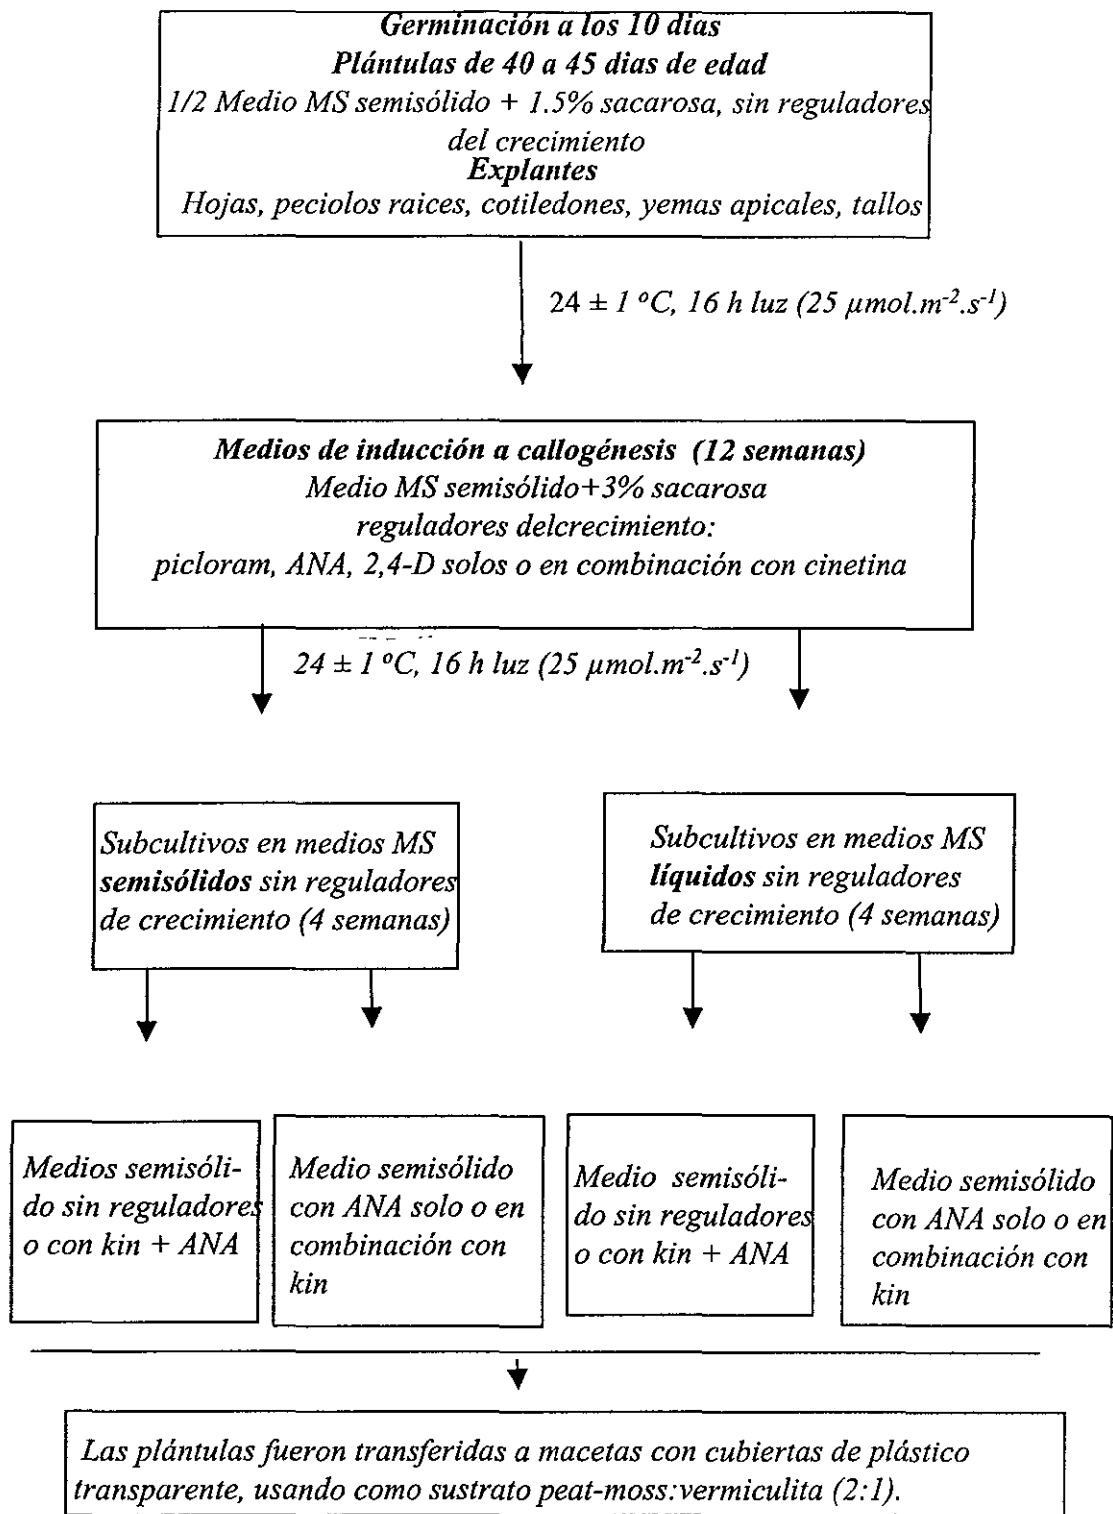 Germinación a los 10 dias
Plántulas de 40 a 45 dias de edad
1/2 Medio MS semisólido + 1.5% sacarosa, sin reguladores
del crecimiento
Explantes
Hojas, peciolos raices, cotiledones, yemas apicales, tallos
24 ± 1 ºC, 16 h luz (25 µmol.m⁻².s⁻¹)
Medios de inducción a callogénesis (12 semanas)
Medio MS semisólido+3% sacarosa
reguladores delcrecimiento:
picloram, ANA, 2,4-D solos o en combinación con cinetina
24 ± 1 ºC, 16 h luz (25 µmol.m⁻².s⁻¹)
Subcultivos en medios MS
semisólidos sin reguladores
de crecimiento (4 semanas)
Subcultivos en medios MS
líquidos sin reguladores
de crecimiento (4 semanas)
Medios semisóli-
do sin reguladores
o con kin + ANA
Medio semisólido
con ANA solo o en
combinación con
kin
Medio semisóli-
do sin reguladores
o con kin + ANA
Medio semisólido
con ANA solo o en
combinación con
kin
Las plántulas fueron transferidas a macetas con cubiertas de plástico
transparente, usando como sustrato peat-moss:vermiculita (2:1).